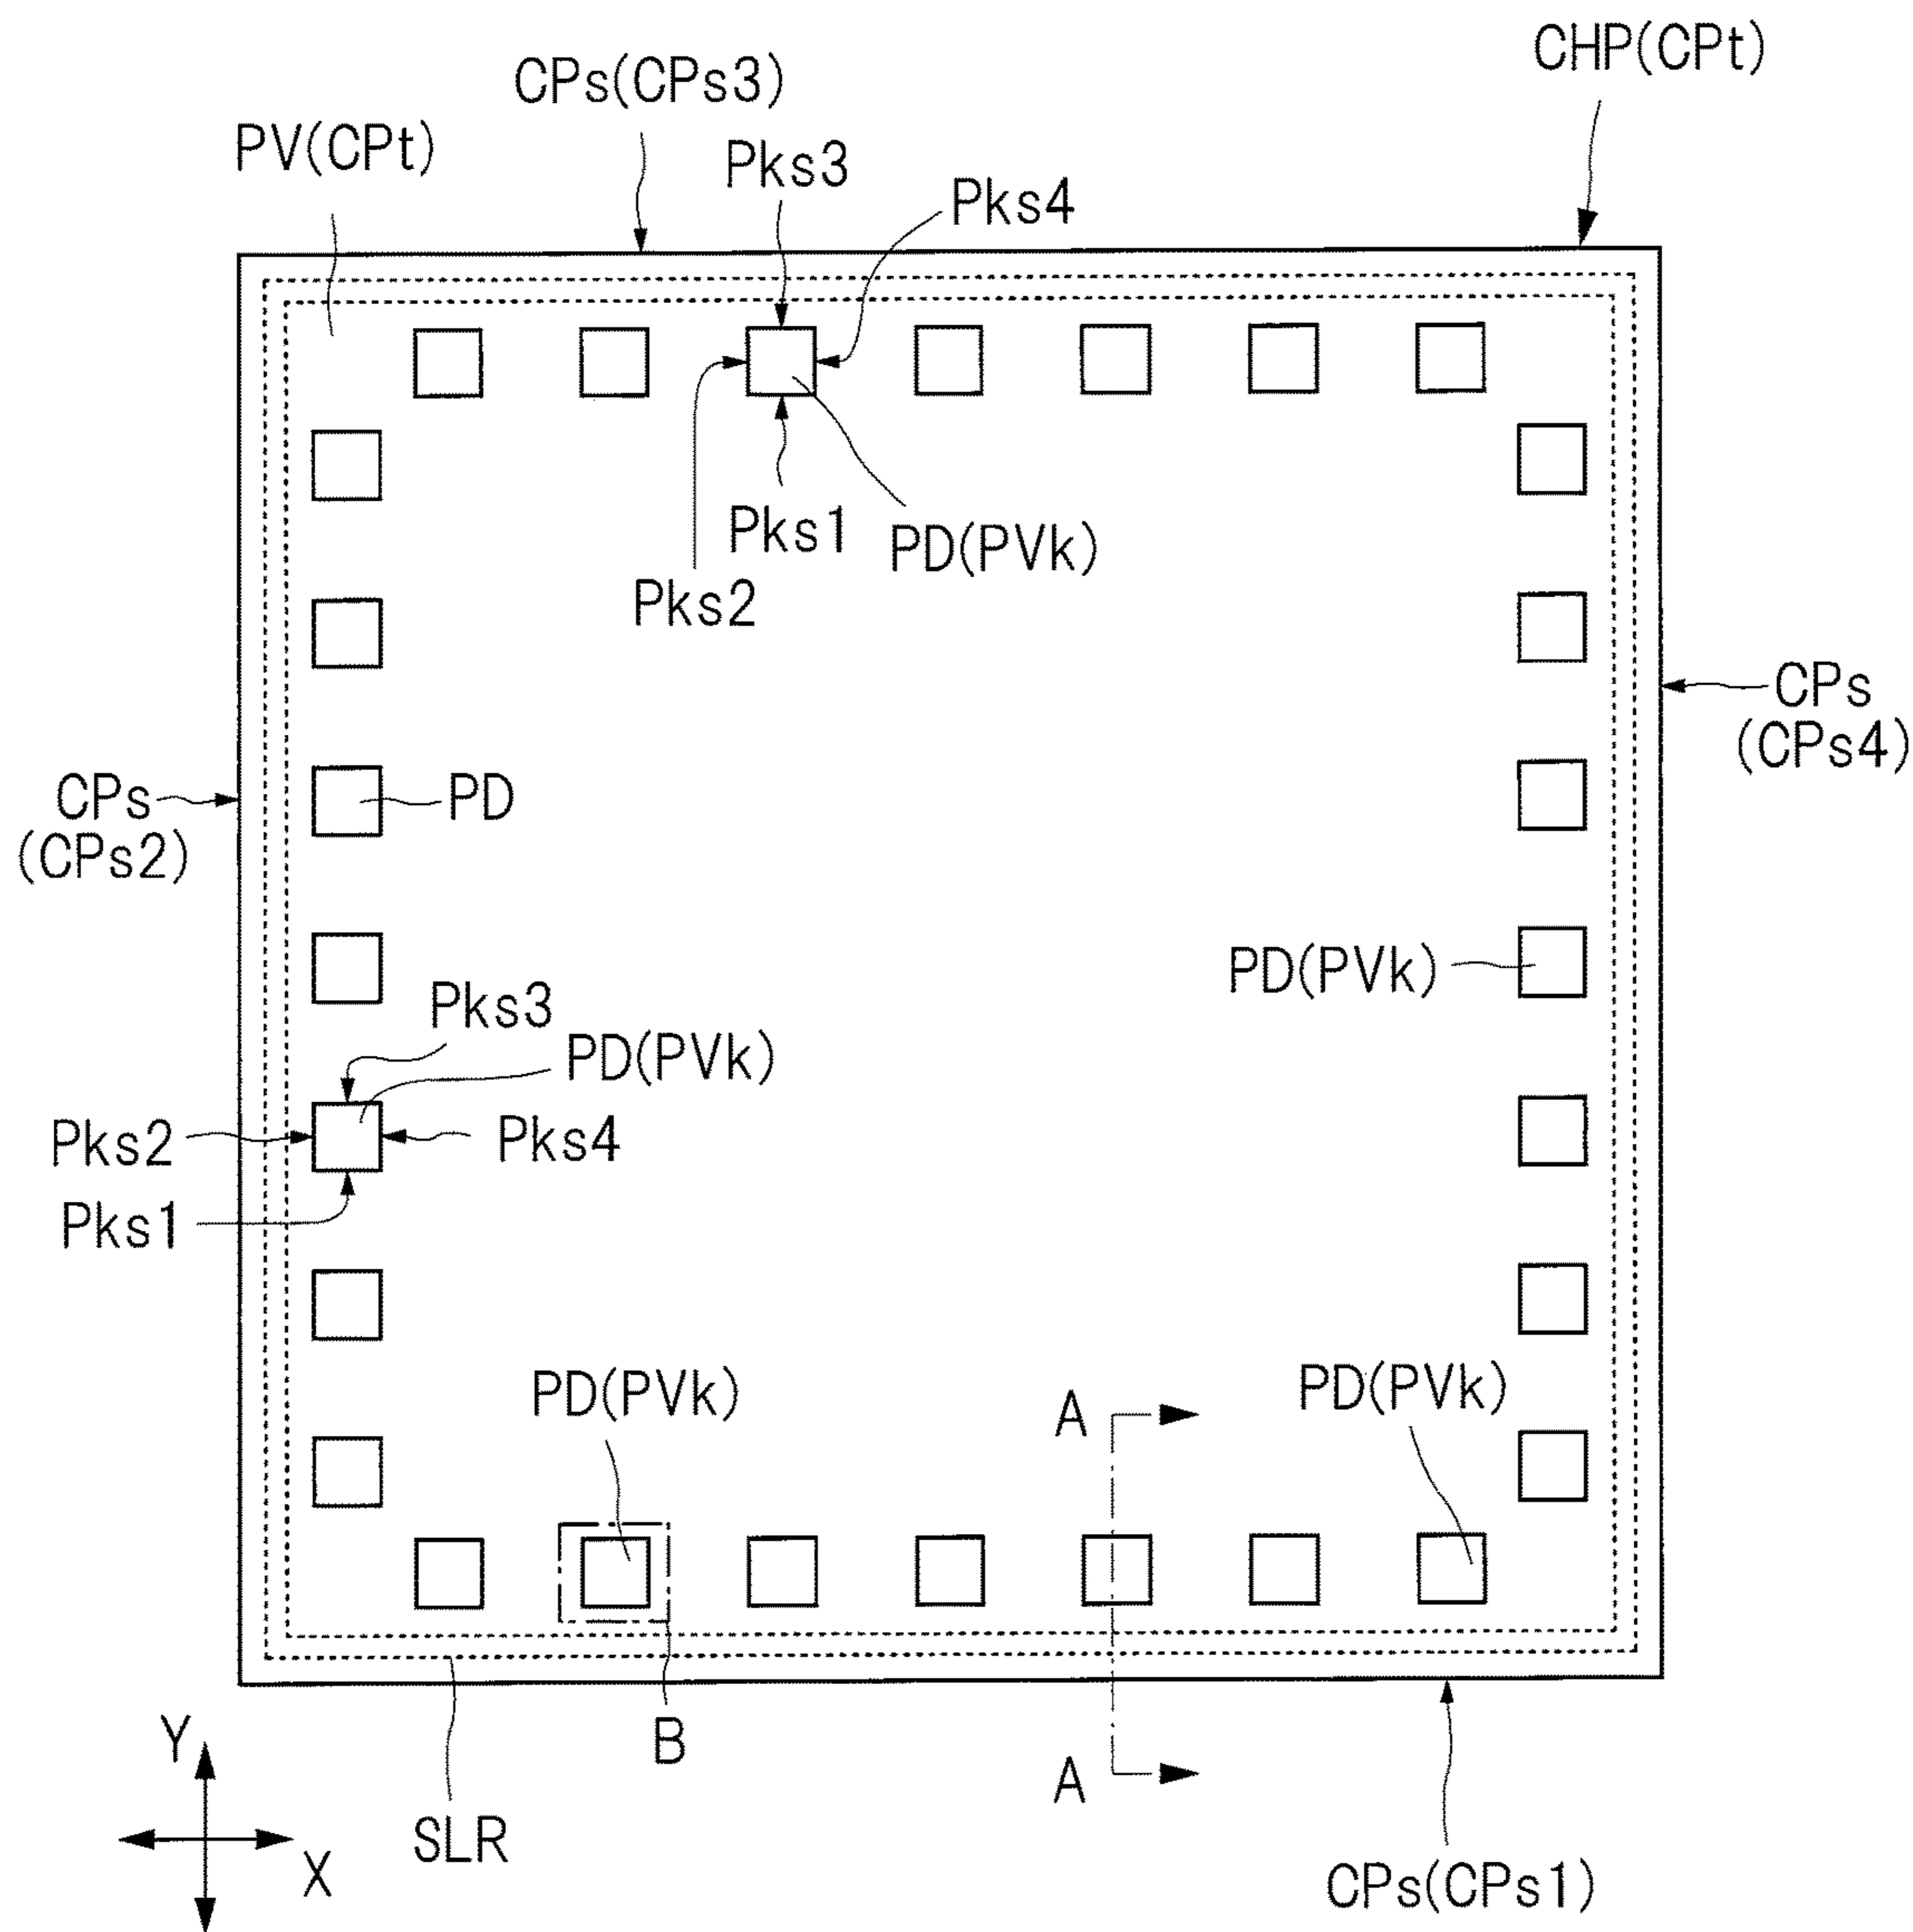 CHP(CPt)
CPs(CPs3)
PV(CPt)
Pks3
Pks4
Pks1
PD(PVk)
Pks2
CPs
(CPs4)
CPs
(CPs2)
PD
PD(PVk)
Pks3
PD(PVk)
Pks2
Pks4
Pks1
PD(PVk)
PD(PVk)
A
B
A
Y
X
SLR
CPs(CPs1)